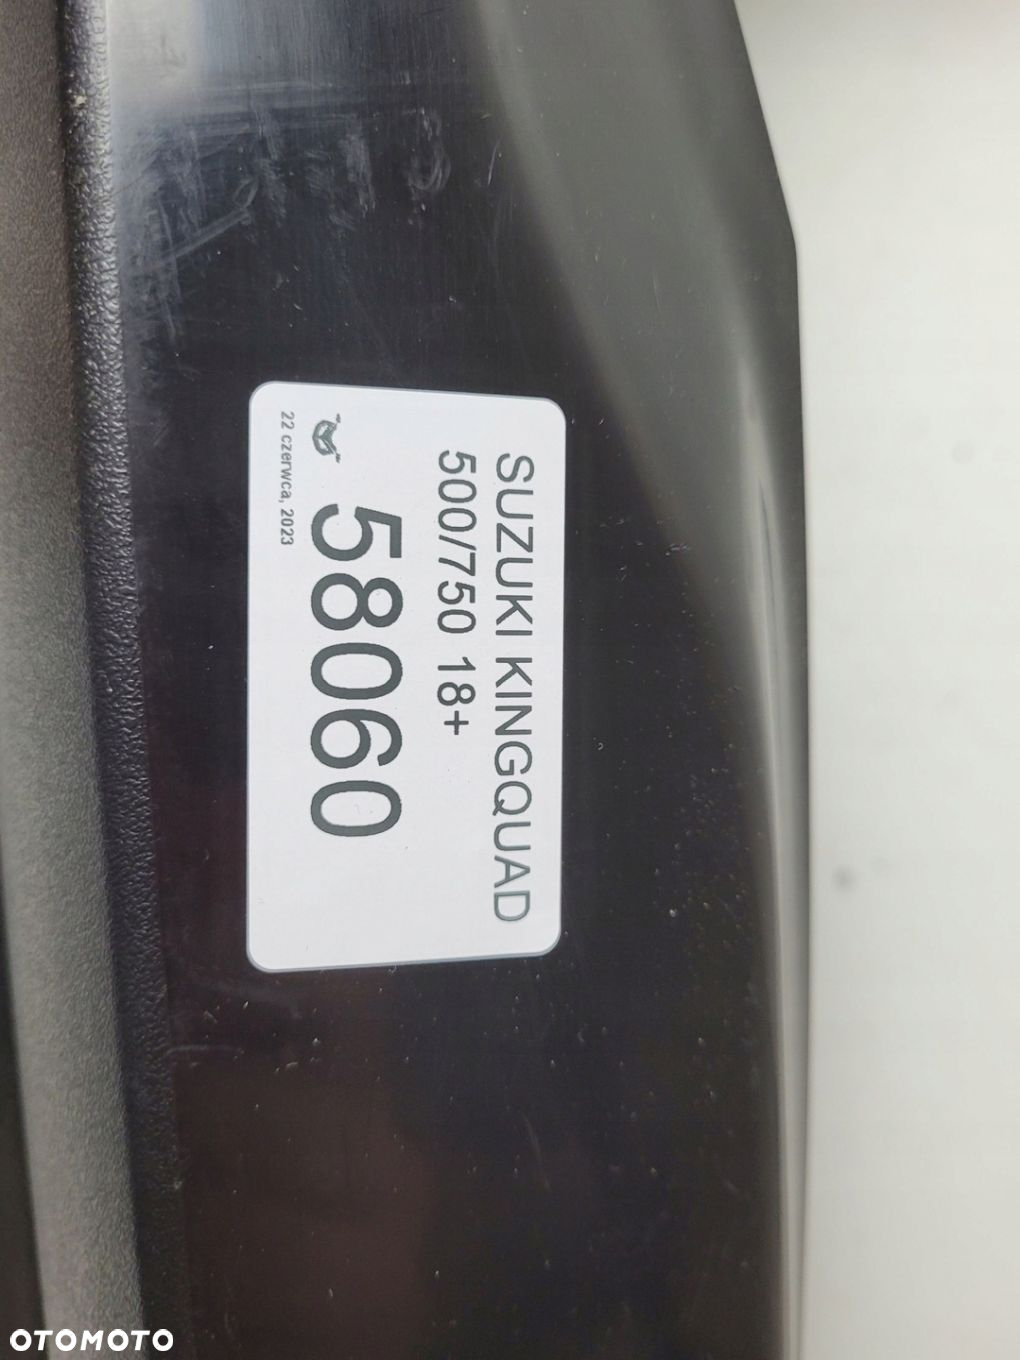 SUZUKI KINGQUAD
500/750 18+
58060
22 czerwca, 2023
OTOMOTO